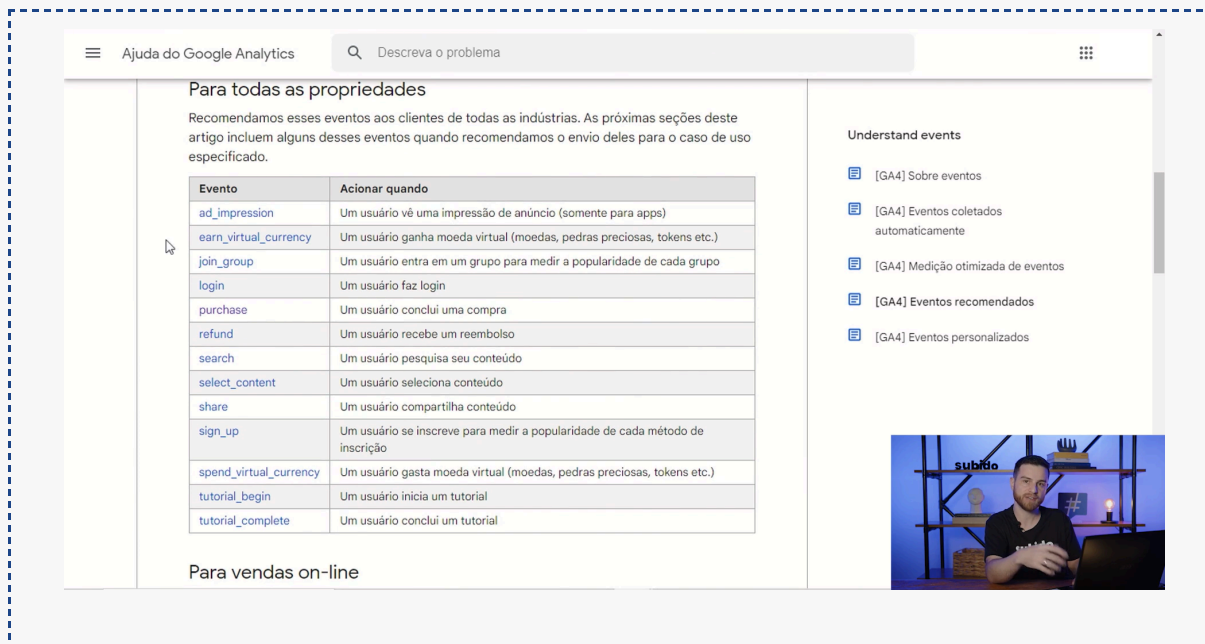 Ajuda do Google Analytics
Descreva o problema
Para todas as propriedades
Recomendamos esses eventos aos clientes de todas as indústrias. As próximas seções deste
artigo incluem alguns desses eventos quando recomendamos o envio deles para o caso de uso
especificado.
Evento Acionar quando
ad_impression Um usuário vê uma impressão de anúncio (somente para apps)
earn_virtual_currency Um usuário ganha moeda virtual (moedas, pedras preciosas, tokens etc.)
join_group Um usuário entra em um grupo para medir a popularidade de cada grupo
login Um usuário faz login
purchase Um usuário conclui uma compra
refund Um usuário recebe um reembolso
search Um usuário pesquisa seu conteúdo
select_content Um usuário seleciona conteúdo
share Um usuário compartilha conteúdo
sign_up Um usuário se inscreve para medir a popularidade de cada método de
inscrição
spend_virtual_currency Um usuário gasta moeda virtual (moedas, pedras preciosas, tokens etc.)
tutorial_begin Um usuário inicia um tutorial
tutorial_complete Um usuário conclui um tutorial
Para vendas on-line
Understand events
[GA4] Sobre eventos
[GA4] Eventos coletados
automaticamente
[GA4] Medição otimizada de eventos
[GA4] Eventos recomendados
[GA4] Eventos personalizados
subido
#